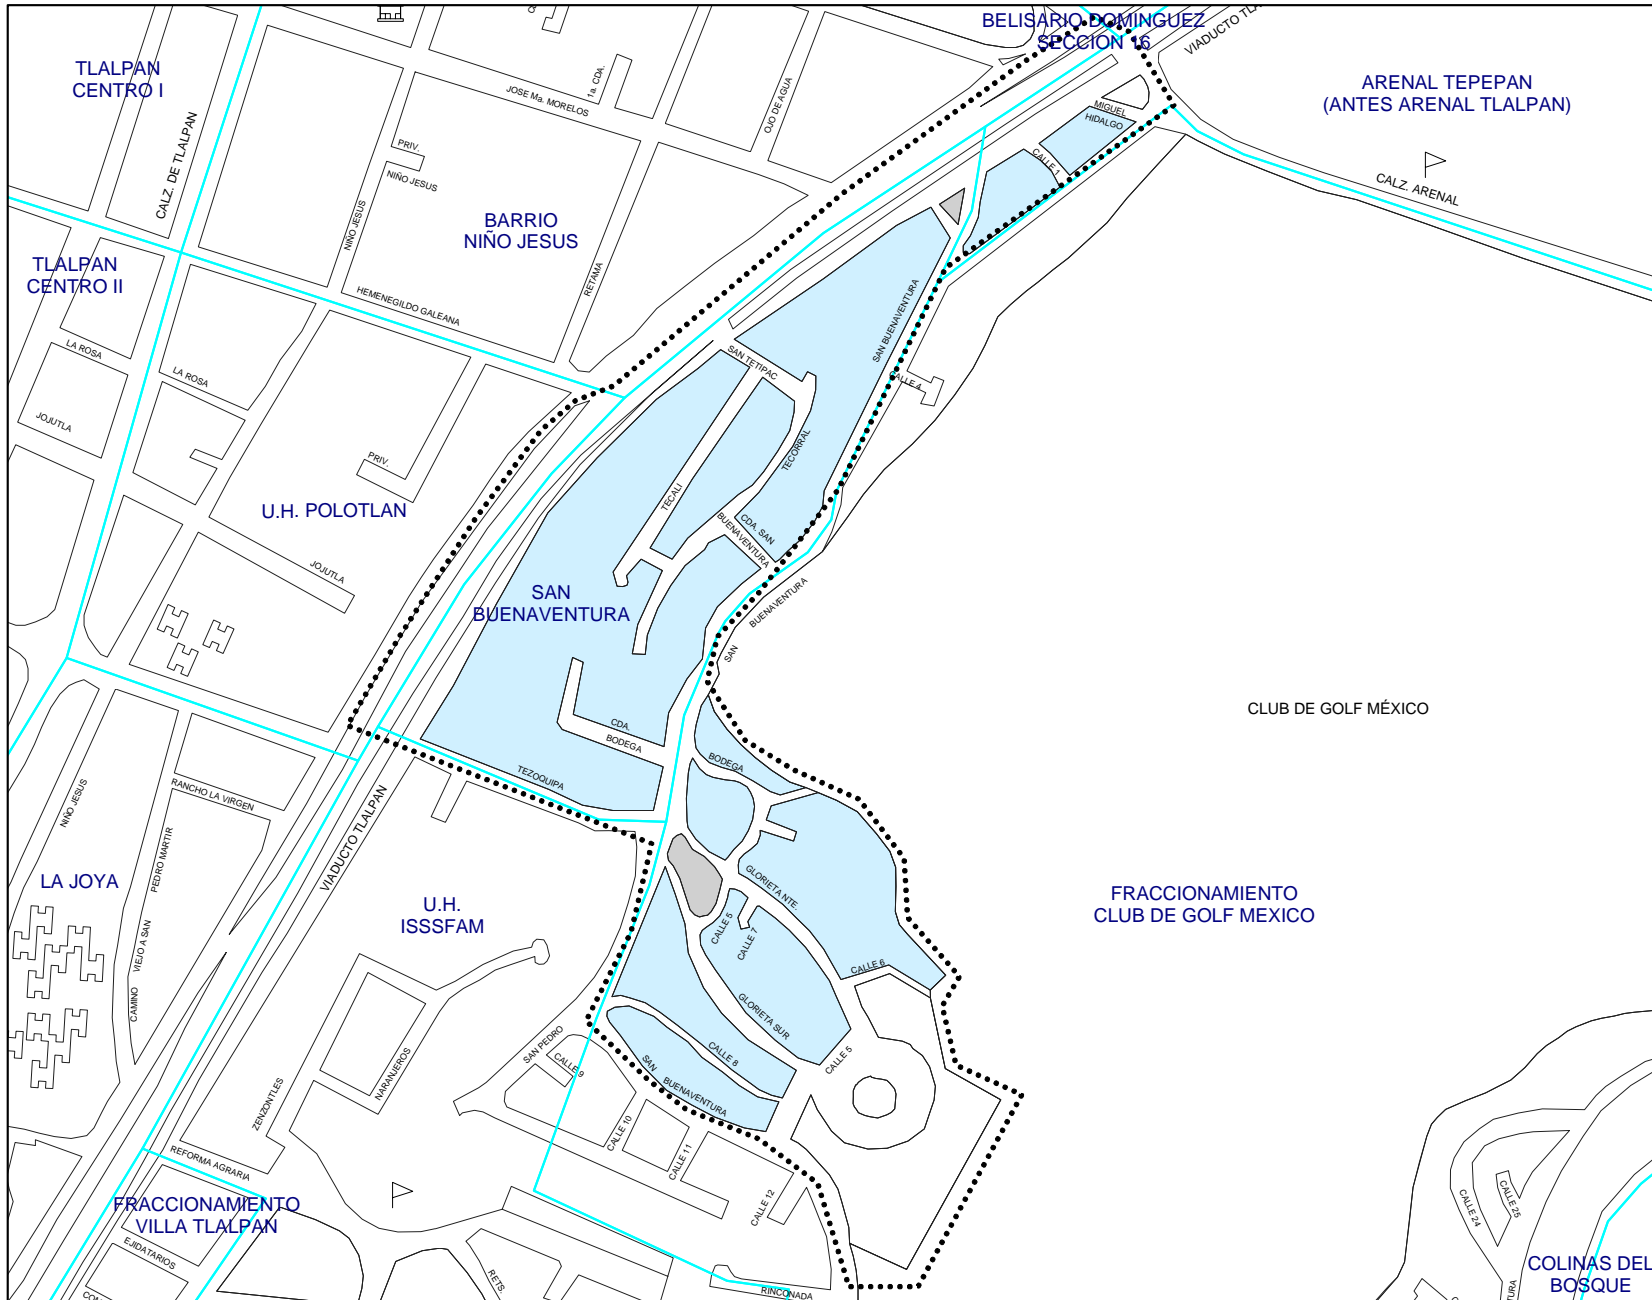 BELISARIO DOMINGUEZ
SECCION 16
VIADUCTO TLA
TLALPAN
CENTRO I
CALZ. DE TLALPAN
JOSE Ma. MORELOS
1a. CDA.
OJO DE AGUA
ARENAL TEPEPAN
(ANTES ARENAL TLALPAN)
MIGUEL
HIDALGO
CALLE 1
CALZ. ARENAL
PRIV.
NIÑO JESUS
NIÑO JESUS
BARRIO
NIÑO JESUS
RETAMA
TLALPAN
CENTRO II
HEMENEGILDO GALEANA
LA ROSA
LA ROSA
JOJUTLA
SAN TETIPAC
SAN BUENAVENTURA
CALLE 4
PRIV.
U.H. POLOTLAN
TECALI
TECORRAL
CDA. SAN
BUENAVENTURA
JOJUTLA
SAN
BUENAVENTURA
SAN
BUENAVENTURA
CLUB DE GOLF MÉXICO
CDA.
BODEGA
BODEGA
TEZOQUIPA
NIÑO JESUS
RANCHO LA VIRGEN
VIADUCTO TLALPAN
CAMINO
VIEJO A SAN
PEDRO MARTIR
LA JOYA
U.H.
ISSSFAM
GLORIETA NTE
CALLE 5
CALLE 7
CALLE 6
FRACCIONAMIENTO
CLUB DE GOLF MEXICO
GLORIETA SUR
CALLE 5
CALLE 8
SAN
BUENAVENTURA
SAN PEDRO
CALLE 9
NARANJEROS
ZENZONTLES
CALLE 10
CALLE 11
CALLE 12
REFORMA AGRARIA
FRACCIONAMIENTO
VILLA TLALPAN
EJIDATARIOS
RETS.
RINCONADA
CALLE 24
CALLE 25
COLINAS DEL
BOSQUE